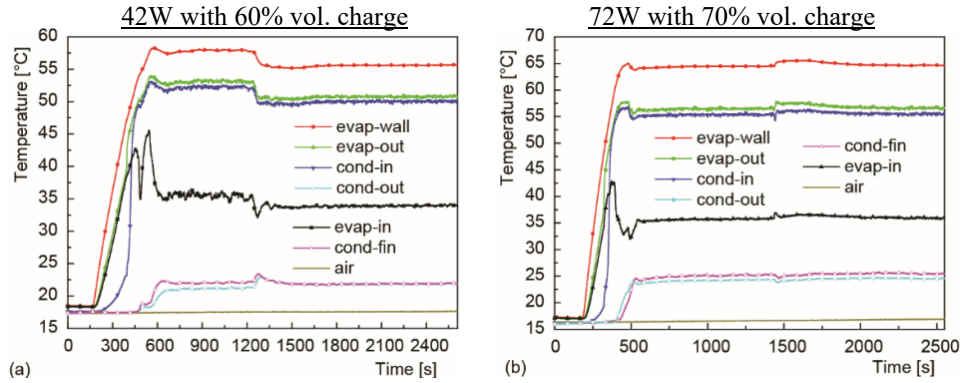 42W with 60% vol. charge
60
55
50
45
40
35
30
25
20
15
Temperature [°C]
evap-wall
evap-out
cond-in
cond-out
evap-in
cond-fin
air
0 300 600 900 1200 1500 1800 2100 2400
Time [s]
(a)
72W with 70% vol. charge
70
65
60
55
50
45
40
35
30
25
20
15
Temperature [°C]
evap-wall
evap-out
cond-in
cond-out
cond-fin
evap-in
air
0 500 1000 1500 2000 2500
Time [s]
(b)